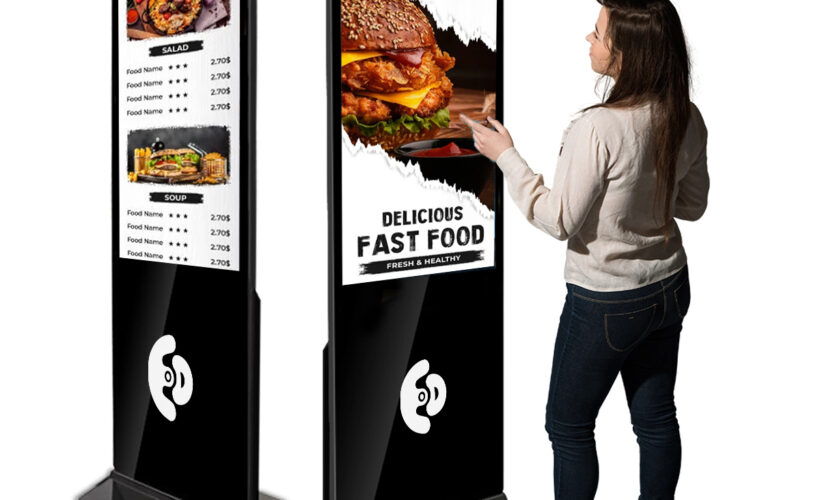 SALAD
Food Name ★★★ 2.70$
Food Name ★★★ 2.70$
Food Name ★★★ 2.70$
Food Name ★★★ 2.70$
SOUP
Food Name ★★★ 2.70$
Food Name ★★★ 2.70$
Food Name ★★★ 2.70$
Food Name ★★★ 2.70$
DELICIOUS
FAST FOOD
FRESH & HEALTHY